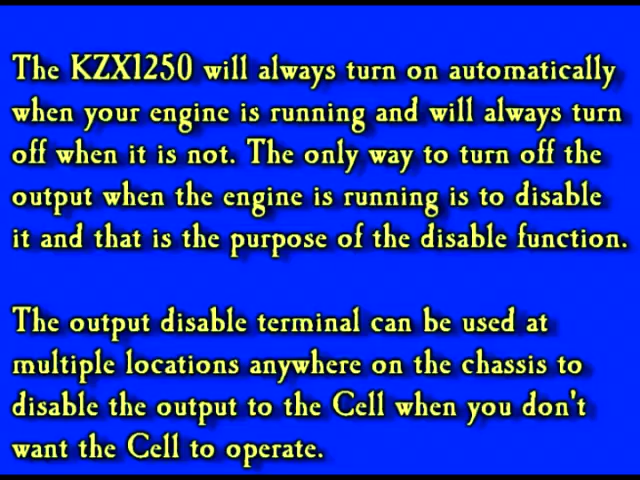 The KZX1250 will always turn on automatically
when your engine is running and will always turn
off when it is not. The only way to turn off the
output when the engine is running is to disable
it and that is the purpose of the disable function.
The output disable terminal can be used at
multiple locations anywhere on the chassis to
disable the output to the Cell when you don't
want the Cell to operate.